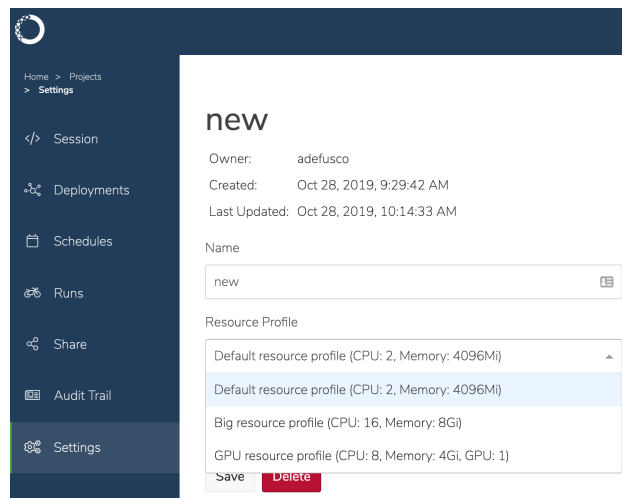 Home > Projects
> Settings
Session
Deployments
Schedules
Runs
Share
Audit Trail
Settings
new
Owner: adefusco
Created: Oct 28, 2019, 9:29:42 AM
Last Updated: Oct 28, 2019, 10:14:33 AM
Name
new
Resource Profile
Default resource profile (CPU: 2, Memory: 4096Mi)
Default resource profile (CPU: 2, Memory: 4096Mi)
Big resource profile (CPU: 16, Memory: 8Gi)
GPU resource profile (CPU: 8, Memory: 4Gi, GPU: 1)
Save Delete